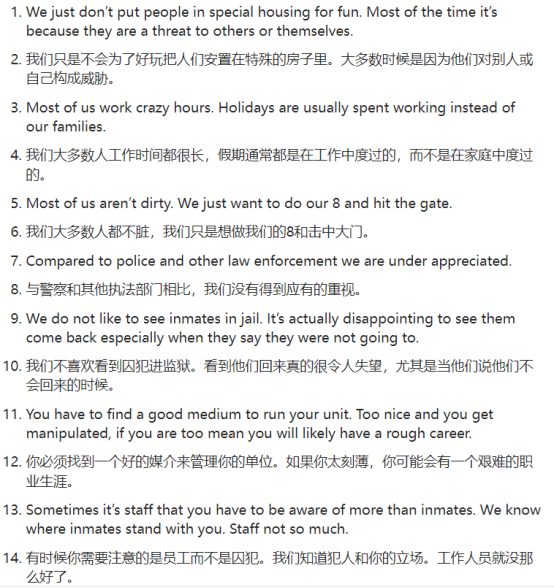 1. We just don't put people in special housing for fun. Most of the time it's
because they are a threat to others or themselves.
2. 我们只是不会为了好玩把人们安置在特殊的房子里。大多数时候是因为他们对别人或
自己构成威胁。
3. Most of us work crazy hours. Holidays are usually spent working instead of
our families.
4. 我们大多数人工作时间都很长，假期通常都是在工作中度过的，而不是在家庭中度过
的。
5. Most of us aren't dirty. We just want to do our 8 and hit the gate.
6. 我们大多数人都不脏，我们只是想做我们的8和击中大门。
7. Compared to police and other law enforcement we are under appreciated.
8. 与警察和其他执法部门相比，我们没有得到应有的重视。
9. We do not like to see inmates in jail. It's actually disappointing to see them
come back especially when they say they were not going to.
10. 我们不喜欢看到囚犯进监狱。看到他们回来真的很令人失望，尤其是当他们说他们不
会回来的时候。
11. You have to find a good medium to run your unit. Too nice and you get
manipulated, if you are too mean you will likely have a rough career.
12. 你必须找到一个好的媒介来管理你的单位。如果你太刻薄，你可能会有一个艰难的职
业生涯。
13. Sometimes it's staff that you have to be aware of more than inmates. We know
where inmates stand with you. Staff not so much.
14. 有时候你需要注意的是员工而不是囚犯。我们知道犯人和你的立场。工作人员就没那
么好了。